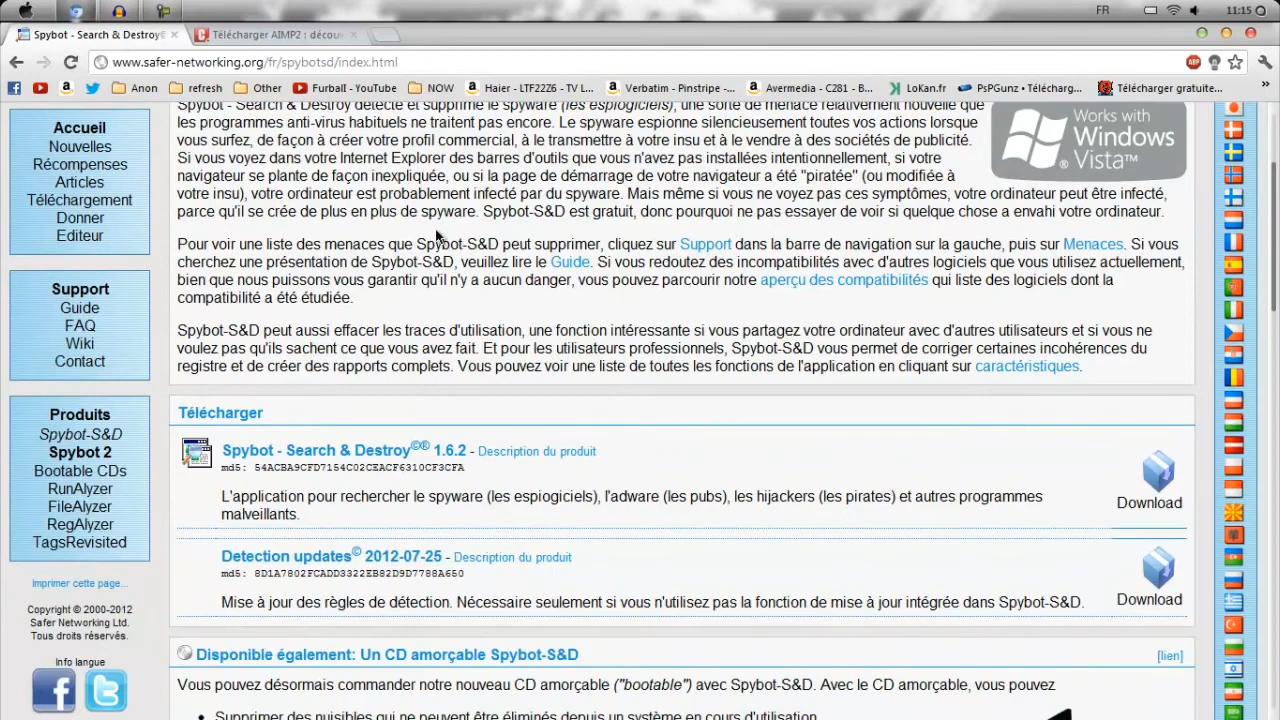 FR
11:15
Spybot - Search & Destroy©
Télécharger AIMP2 : décou
www.safer-networking.org/fr/spybotsd/index.html
ABP
Anon
refresh
Other
Furball - YouTube
NOW
Haier - LTF22Z6 - TV L...
Verbatim - Pinstripe -...
Avermedia - C281 - B...
LoKan.fr
PsPGunz • Télécharg...
Télécharger gratuite...
Accueil
Nouvelles
Récompenses
Articles
Téléchargement
Donner
Editeur
Support
Guide
FAQ
Wiki
Contact
Produits
Spybot-S&D
Spybot 2
Bootable CDs
RunAlyzer
FileAlyzer
RegAlyzer
TagsRevisited
Imprimer cette page...
Copyright © 2000-2012
Safer Networking Ltd.
Tous droits réservés.
Info langue
Spybot - Search & Destroy détecte et supprime le spyware (les espiogiciels), une sorte de menace relativement nouvelle que
les programmes anti-virus habituels ne traitent pas encore. Le spyware espionne silencieusement toutes vos actions lorsque
vous surfez, de façon à créer votre profil commercial, à le transmettre à votre insu et à le vendre à des sociétés de publicité.
Si vous voyez dans votre Internet Explorer des barres d'outils que vous n'avez pas installées intentionnellement, si votre
navigateur se plante de façon inexpliquée, ou si la page de démarrage de votre navigateur a été "piratée" (ou modifiée à
votre insu), votre ordinateur est probablement infecté par du spyware. Mais même si vous ne voyez pas ces symptômes, votre ordinateur peut être infecté,
parce qu'il se crée de plus en plus de spyware. Spybot-S&D est gratuit, donc pourquoi ne pas essayer de voir si quelque chose a envahi votre ordinateur.
Works with
Windows
Vista™
Pour voir une liste des menaces que Spybot-S&D peut supprimer, cliquez sur Support dans la barre de navigation sur la gauche, puis sur Menaces. Si vous
cherchez une présentation de Spybot-S&D, veuillez lire le Guide. Si vous redoutez des incompatibilités avec d'autres logiciels que vous utilisez actuellement,
bien que nous puissions vous garantir qu'il n'y a aucun danger, vous pouvez parcourir notre aperçu des compatibilités qui liste des logiciels dont la
compatibilité a été étudiée.
Spybot-S&D peut aussi effacer les traces d'utilisation, une fonction intéressante si vous partagez votre ordinateur avec d'autres utilisateurs et si vous ne
voulez pas qu'ils sachent ce que vous avez fait. Et pour les utilisateurs professionnels, Spybot-S&D vous permet de corriger certaines incohérences du
registre et de créer des rapports complets. Vous pouvez voir une liste de toutes les fonctions de l'application en cliquant sur caractéristiques.
Télécharger
Spybot - Search & Destroy©® 1.6.2 - Description du produit
md5: 54ACBA9CFD7154C02CEACF6310CF3CFA
L'application pour rechercher le spyware (les espiogiciels), l'adware (les pubs), les hijackers (les pirates) et autres programmes
malveillants.
Download
Detection updates© 2012-07-25 - Description du produit
md5: 8D1A7802FCADD3322EB82D9D7788A650
Mise à jour des règles de détection. Nécessaire seulement si vous n'utilisez pas la fonction de mise à jour intégrée dans Spybot-S&D.
Download
Disponible également: Un CD amorçable Spybot-S&D
[lien]
Vous pouvez désormais commander notre nouveau CD amorçable ("bootable") avec Spybot-S&D. Avec le CD amorçable, vous pouvez
Supprimer des nuisibles qui ne peuvent être éliminés depuis un système en cours d'utilisation